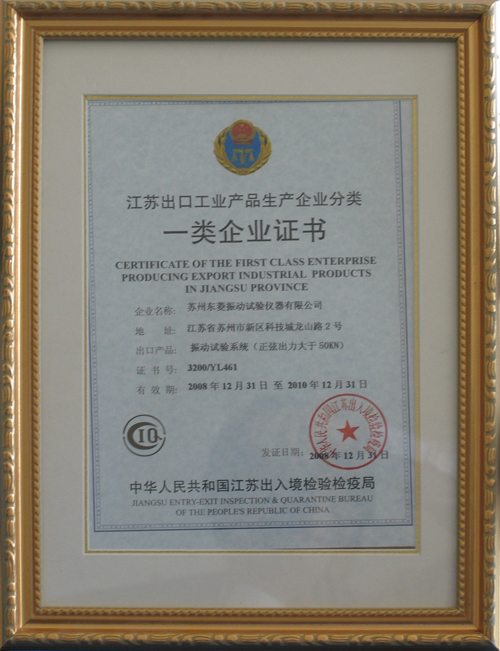 江苏出口工业产品生产企业分类
一类企业证书
CERTIFICATE OF THE FIRST CLASS ENTERPRISE
PRODUCING EXPORT INDUSTRIAL PRODUCTS
IN JIANGSU PROVINCE
企业名称: 苏州东菱振动试验仪器有限公司
地 址: 江苏省苏州市新区科技城龙山路2号
出口产品: 振动试验系统（正弦出力大于50KN）
证 书 号: 3200/YL461
有 效 期: 2008年12月31日 至 2010年12月31日
CIQ
发证日期: 2008年12月31日
中华人民共和国江苏出入境检验检疫局
JIANGSU ENTRY-EXIT INSPECTION & QUARANTINE BUREAU
OF THE PEOPLE'S REPUBLIC OF CHINA